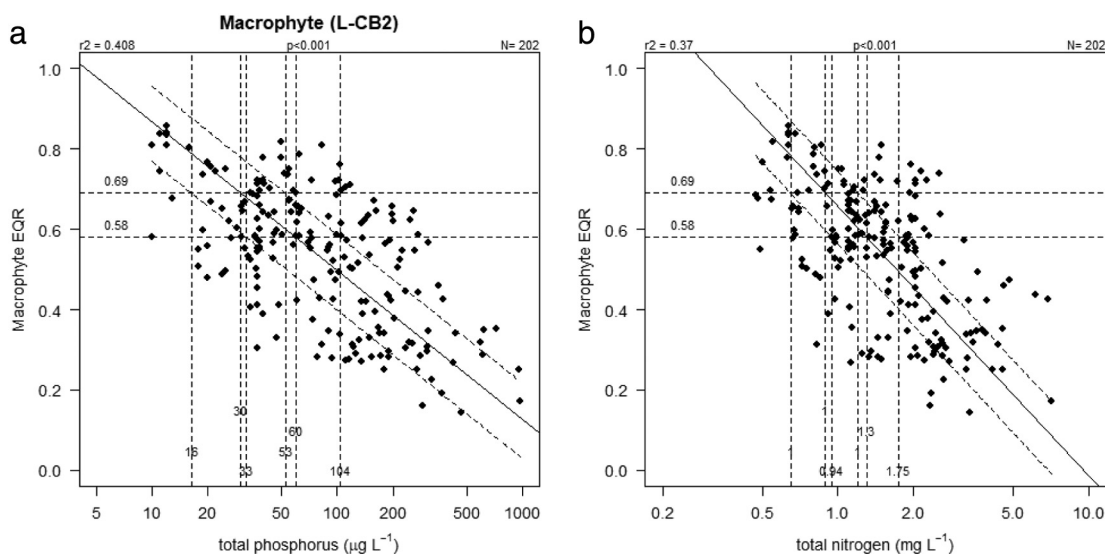 Macrophyte (L-CB2)
a
r2 = 0.408 p<0.001 N= 202
1.0
0.8
0.6
0.4
0.2
0.0
Macrophyte EQR
0.69
0.58
30
60
16 33 53 104
5 10 20 50 100 200 500 1000
total phosphorus (μg L⁻¹)
b
r2 = 0.37 p<0.001 N= 202
1.0
0.8
0.6
0.4
0.2
0.0
Macrophyte EQR
0.69
0.58
1 1.3
1 1
0.94 1.75
0.2 0.5 1.0 2.0 5.0 10.0
total nitrogen (mg L⁻¹)